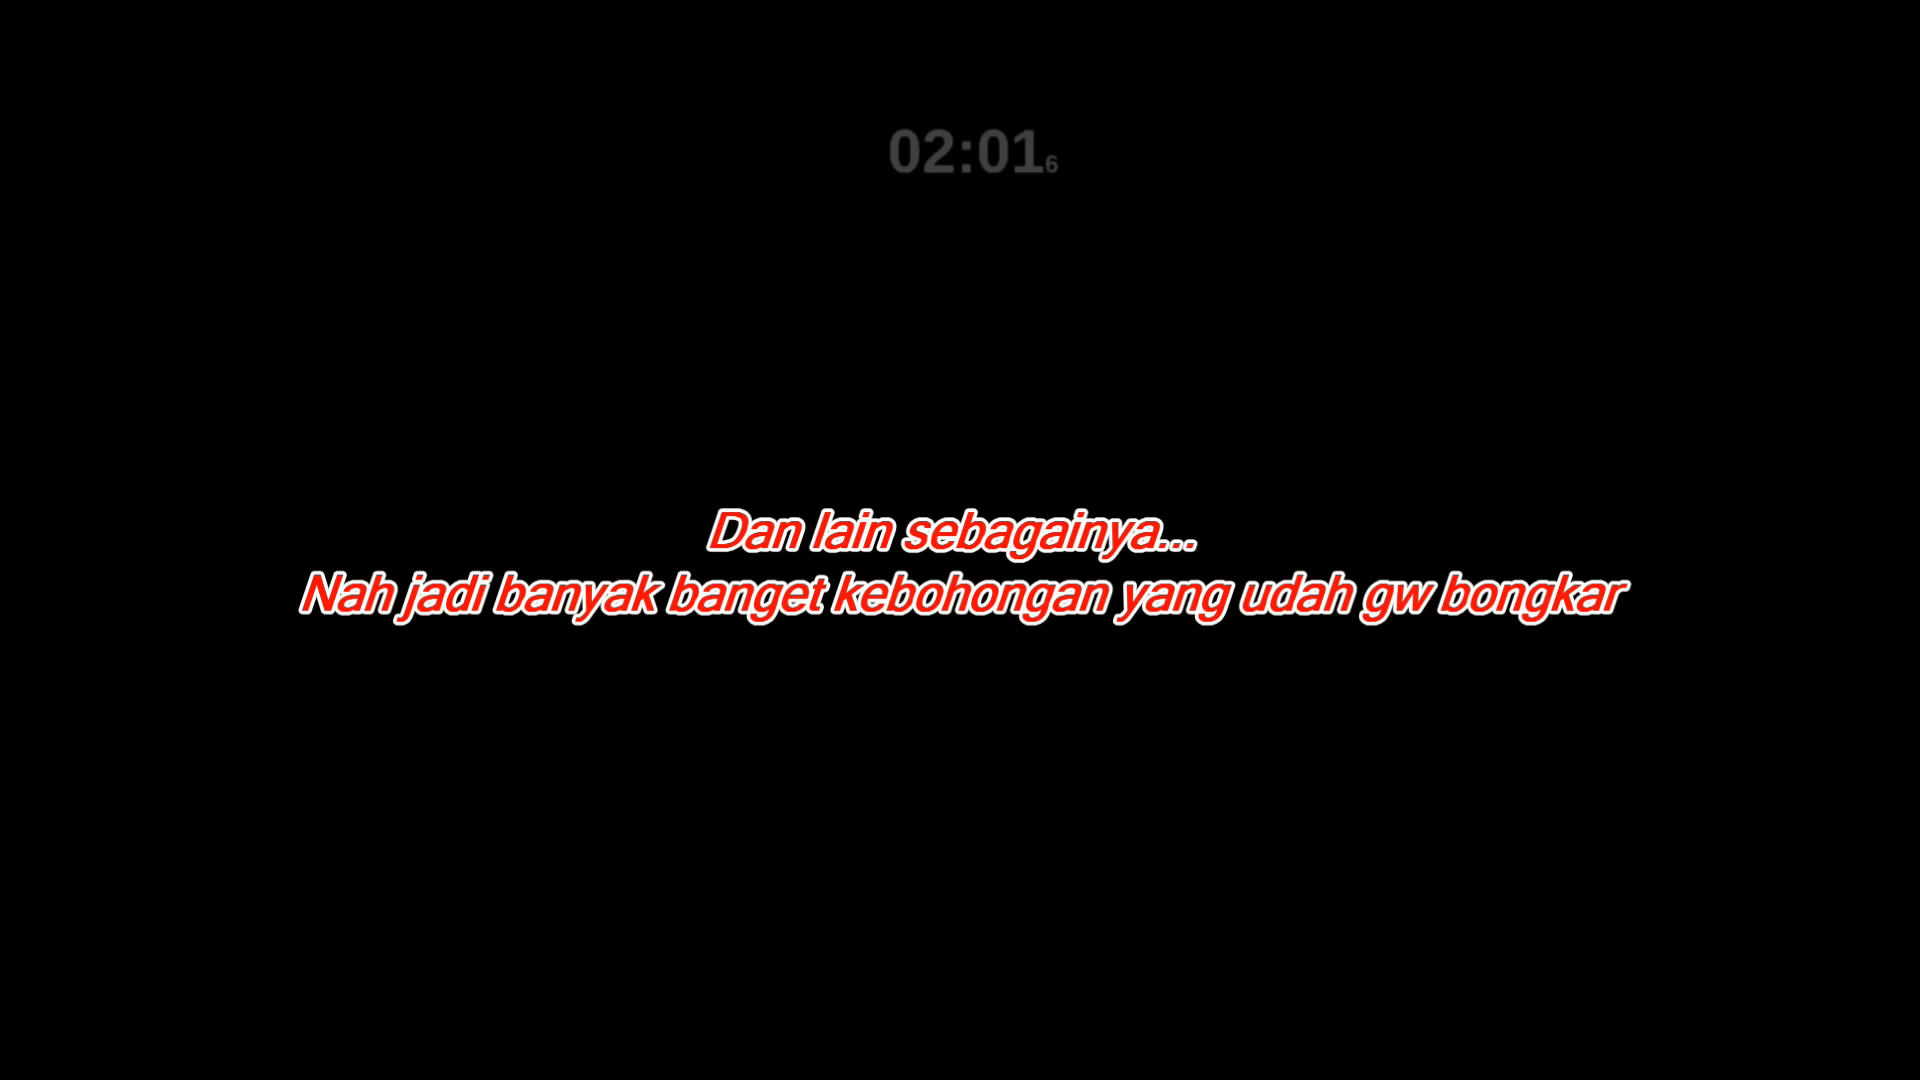 02:016
Dan lain sebagainya...
Nah jadi banyak banget kebohongan yang udah gw bongkar